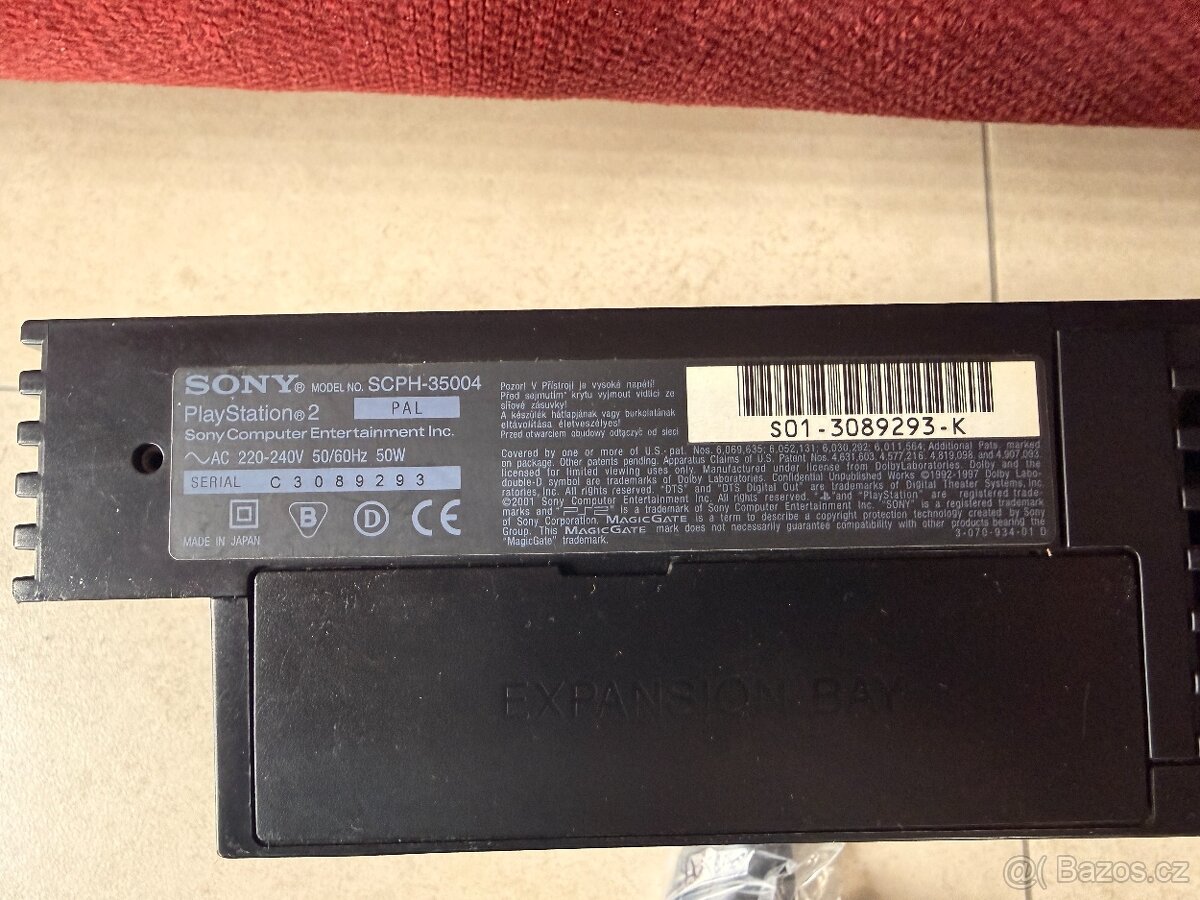 SONY® MODEL NO. SCPH-35004
PlayStation®2 PAL
Sony Computer Entertainment Inc.
AC 220-240V 50/60Hz 50W
SERIAL C3089293
MADE IN JAPAN
B
D
CE
Pozor! V Přístroji je vysoká napětí!
Před sejmutím krytu vyjmout vidlici ze
síťové zásuvky!
A készülék hátlapjának vagy burkolatának
eltávolítása életveszélyes!
Przed otwarciem obudowy odłączyć od sieci
S01-3089293-K
Covered by one or more of U.S. pat. Nos. 6,069,635; 6,052,131; 6,030,292; 6,011,564; Additional Pats. marked
on package. Other patents pending. Apparatus Claims of U.S. Patent Nos. 4,631,603, 4,577,216, 4,819,098, and 4,907,093
licensed for limited viewing uses only. Manufactured under license from DolbyLaboratories. Dolby and the
double-D symbol are trademarks of Dolby Laboratories. Confidential Unpublished Works ©1992-1997 Dolby Labo-
ratories, Inc. All rights reserved. "DTS" and "DTS Digital Out" are trademarks of Digital Theater Systems, Inc.
©2001 Sony Computer Entertainment Inc. All rights reserved. "PS" and "PlayStation" are registered trade-
marks and "PS2" is a trademark of Sony Computer Entertainment Inc. "SONY" is a registered trademark
of Sony Corporation. MAGICGATE is a term to describe a copyright protection technology created by Sony
Group. This MAGICGATE mark does not necessarily guarantee compatibility with other products bearing the
"MagicGate" trademark. 3-070-934-01 D
EXPANSION BAY
@( Bazos.cz